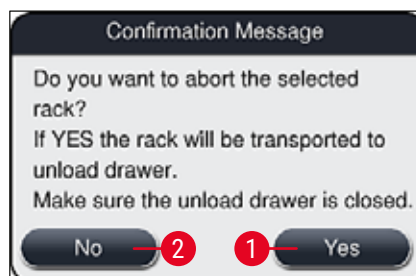 Confirmation Message
Do you want to abort the selected
rack?
If YES the rack will be transported to
unload drawer.
Make sure the unload drawer is closed.
No 2 1 Yes